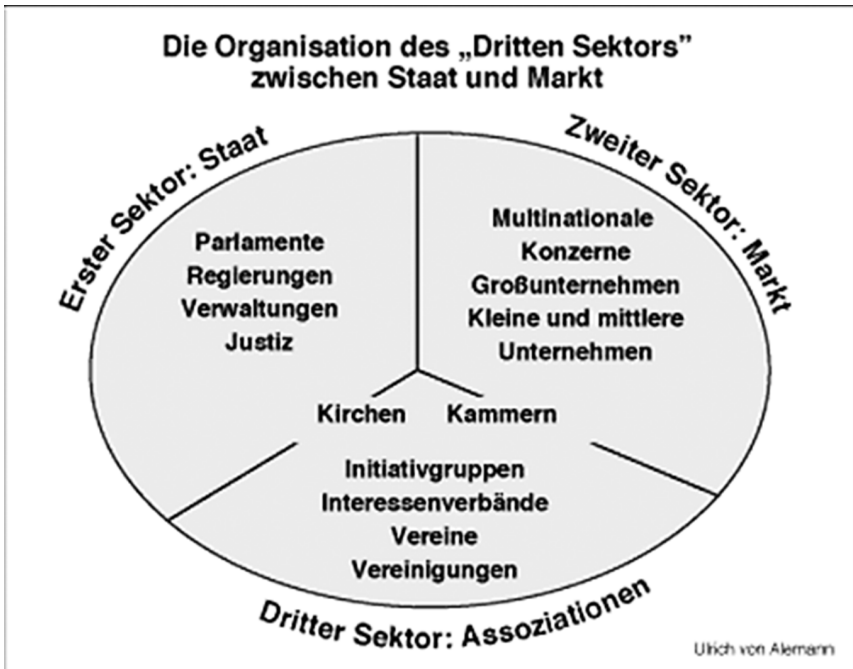 Die Organisation des „Dritten Sektors”
zwischen Staat und Markt
Erster Sektor: Staat
Zweiter Sektor: Markt
Parlamente
Regierungen
Verwaltungen
Justiz
Multinationale
Konzerne
Großunternehmen
Kleine und mittlere
Unternehmen
Kirchen
Kammern
Initiativgruppen
Interessenverbände
Vereine
Vereinigungen
Dritter Sektor: Assoziationen
Ulrich von Alemann